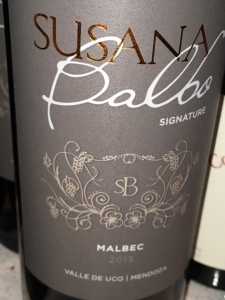 SUSANA
Balbo
SIGNATURE
SB
MALBEC
2012
VALLE DE UCO | MENDOZA